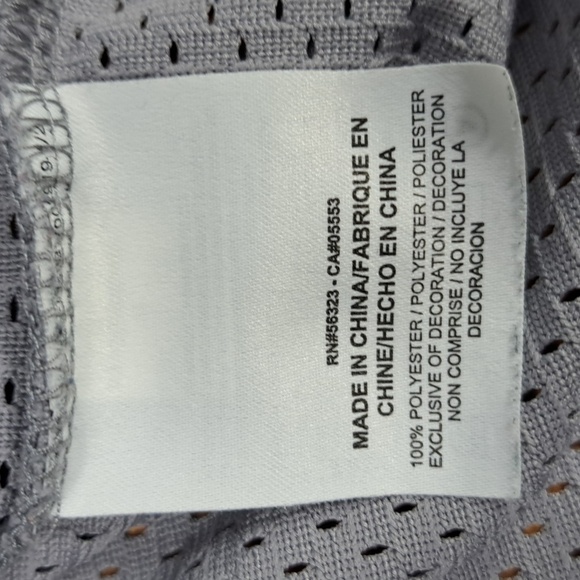 RN#56323 - CA#05553
MADE IN CHINA/FABRIQUE EN
CHINE/HECHO EN CHINA
100% POLYESTER / POLYESTER / POLIESTER
EXCLUSIVE OF DECORATION / DECORATION
NON COMPRISE / NO INCLUYE LA
DECORACION